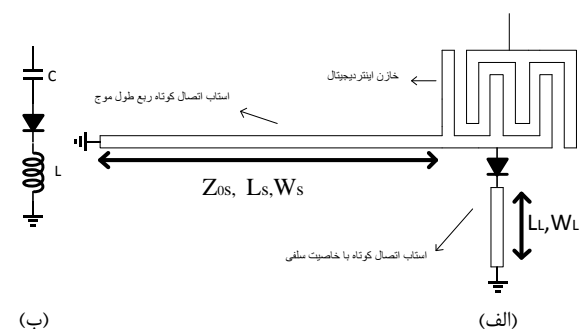 خازن اینتردیجیتال
استاب اتصال کوتاه ربع طول موج
C
L
Z0s, Ls,Ws
LL,WL
استاب اتصال کوتاه با خاصیت سلفی
(الف)
(ب)